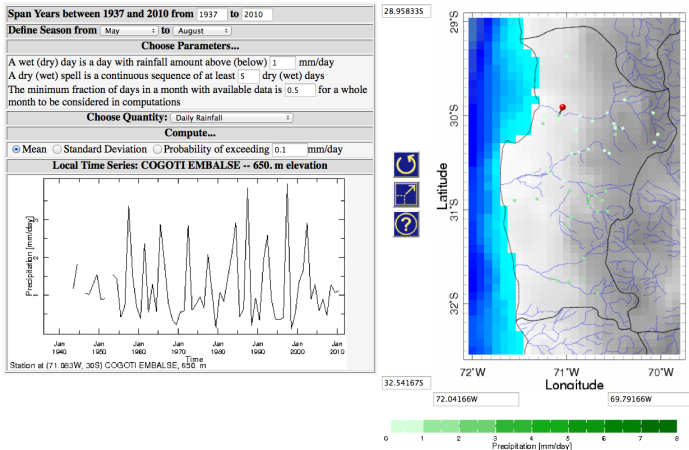 Span Years between 1937 and 2010 from 1937 to 2010
Define Season from May to August
Choose Parameters...
A wet (dry) day is a day with rainfall amount above (below) 1 mm/day
A dry (wet) spell is a continuous sequence of at least 5 dry (wet) days
The minimum fraction of days in a month with available data is 0.5 for a whole
month to be considered in computations
Choose Quantity: Daily Rainfall
Compute...
Mean Standard Deviation Probability of exceeding 0.1 mm/day
Local Time Series: COGOTI EMBALSE -- 650. m elevation
Precipitation [mm/day]
3
2
1
Jan Jan Jan Jan Jan Jan Jan Jan
1940 1950 1960 1970 1980 1990 2000 2010
Time
Station at (71.083W, 30S) COGOTI EMBALSE, 650. m
28.95833S
29°S
30°S
31°S
32°S
Latitude
?
72°W 71°W 70°W
Longitude
32.54167S
72.04166W
69.79166W
0 1 2 3 4 5 6 7 8
Precipitation [mm/day]